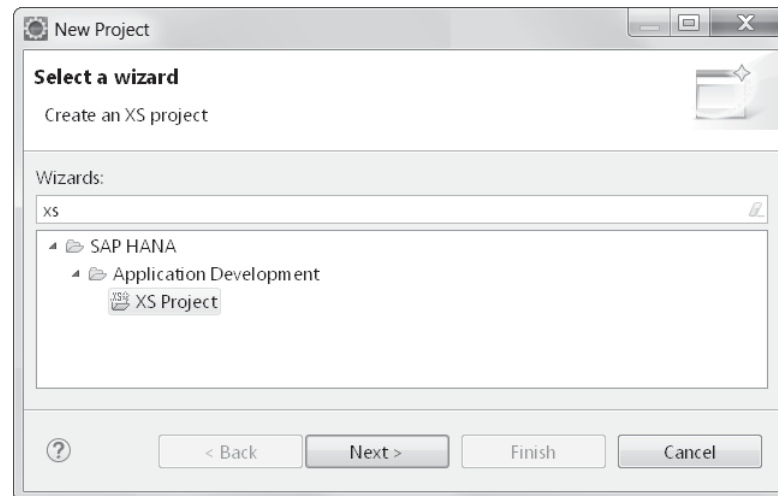 New Project
Select a wizard
Create an XS project
Wizards:
xs
SAP HANA
Application Development
XS Project
< Back Next > Finish Cancel